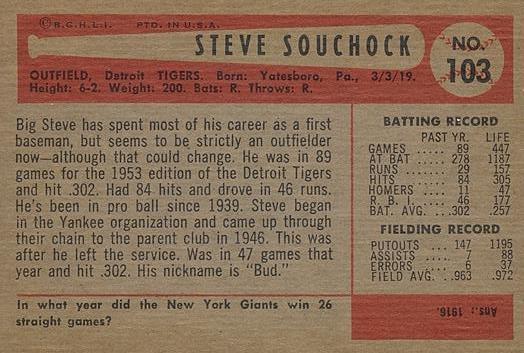 © B.C.H.L.I. PTD. IN U.S.A.
STEVE SOUCHOCK
NO.
103
OUTFIELD, Detroit TIGERS. Born: Yatesboro, Pa., 3/3/19.
Height: 6-2. Weight: 200. Bats: R. Throws: R.
Big Steve has spent most of his career as a first
baseman, but seems to be strictly an outfielder
now—although that could change. He was in 89
games for the 1953 edition of the Detroit Tigers
and hit .302. Had 84 hits and drove in 46 runs.
He's been in pro ball since 1939. Steve began
in the Yankee organization and came up through
their chain to the parent club in 1946. This was
after he left the service. Was in 47 games that
year and hit .302. His nickname is "Bud."
BATTING RECORD
PAST YR. LIFE
GAMES .... 89 447
AT BAT .... 278 1187
RUNS .... 29 157
HITS .... 84 305
HOMERS .... 11 47
R. B. I. .... 46 177
BAT. AVG. ... .302 .257
FIELDING RECORD
PUTOUTS ... 147 1195
ASSISTS .... 7 88
ERRORS .... 6 37
FIELD AVG. .. .963 .972
In what year did the New York Giants win 26
straight games?
Ans.: 1916.